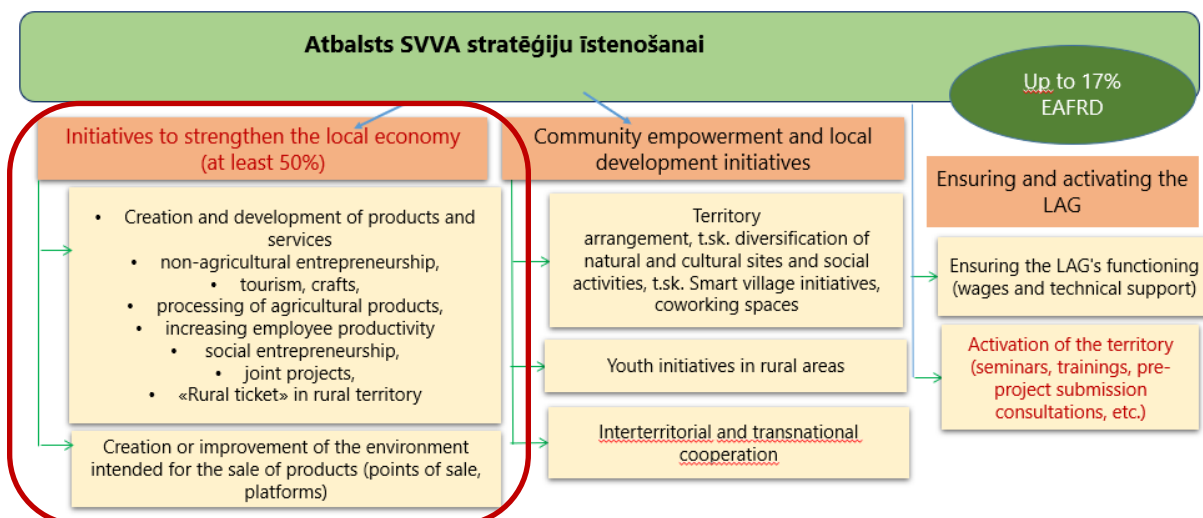 Atbalsts SVVA stratēģiju īstenošanai
Up to 17%
EAFRD
Initiatives to strengthen the local economy
(at least 50%)
• Creation and development of products and
services
• non-agricultural entrepreneurship,
• tourism, crafts,
• processing of agricultural products,
• increasing employee productivity
• social entrepreneurship,
• joint projects,
• «Rural ticket» in rural territory
Creation or improvement of the environment
intended for the sale of products (points of sale,
platforms)
Community empowerment and local
development initiatives
Territory
arrangement, t.sk. diversification of
natural and cultural sites and social
activities, t.sk. Smart village initiatives,
coworking spaces
Youth initiatives in rural areas
Interterritorial and transnational
cooperation
Ensuring and activating the
LAG
Ensuring the LAG's functioning
(wages and technical support)
Activation of the territory
(seminars, trainings, pre-
project submission
consultations, etc.)